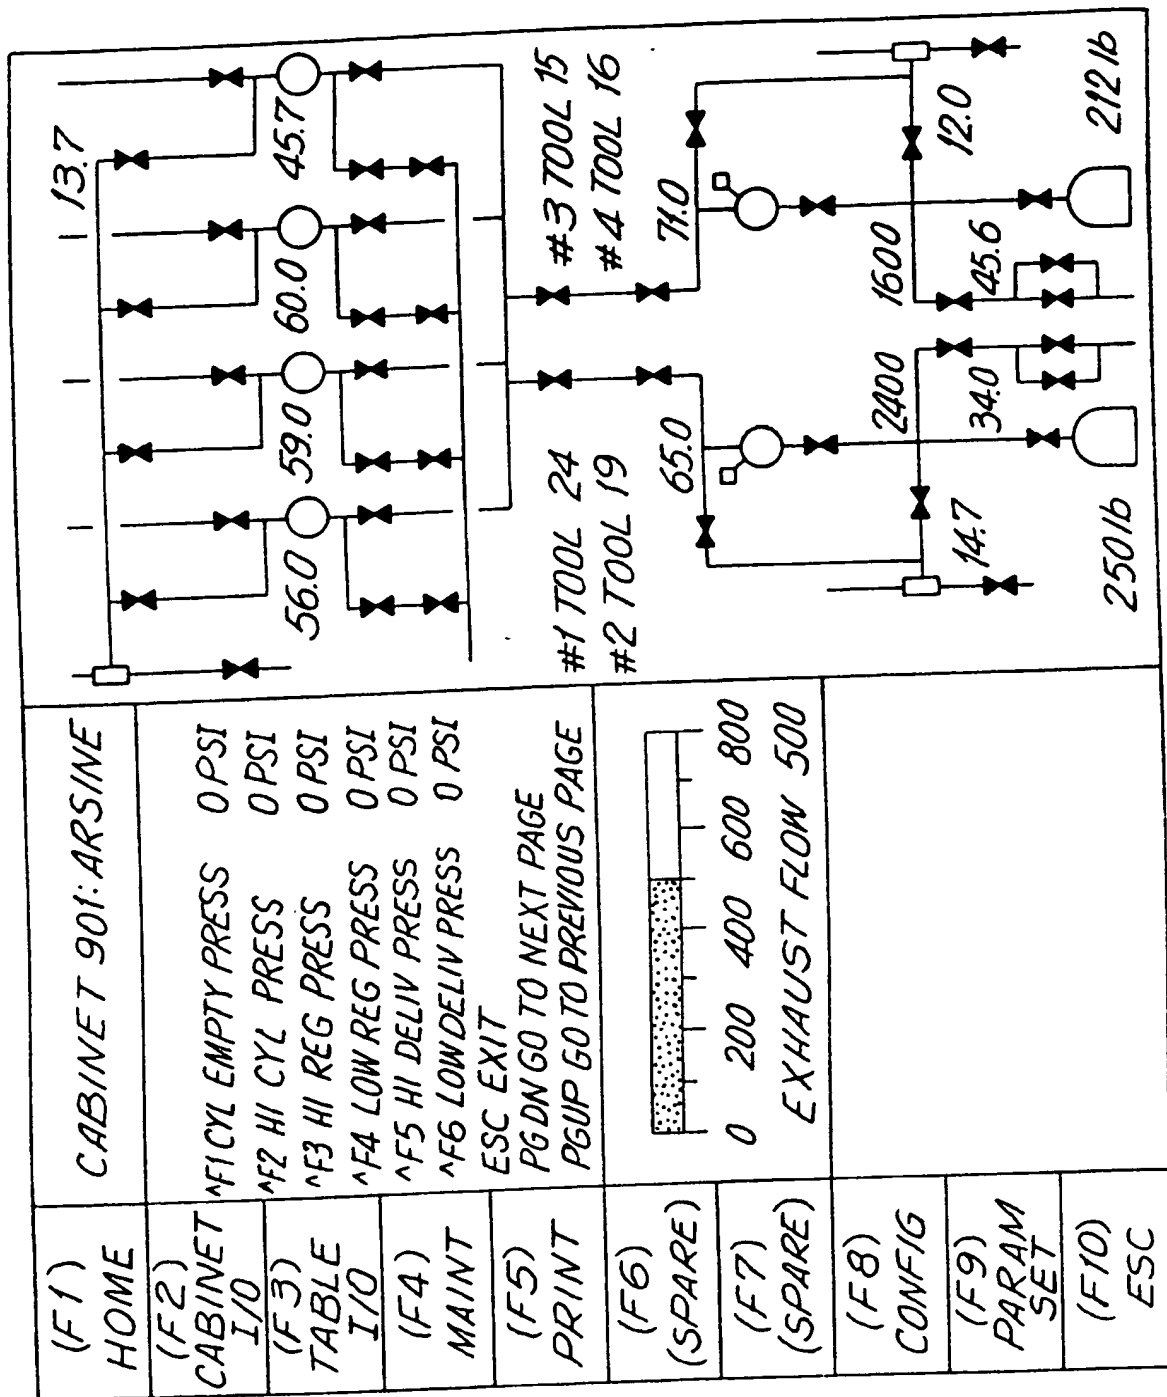 (F1)
HOME
(F2)
CABINET
I/O
(F3)
TABLE
I/O
(F4)
MAINT
(F5)
PRINT
(F6)
(SPARE)
(F7)
(SPARE)
(F8)
CONFIG
(F9)
PARAM
SET
(F10)
ESC
CABINET 901: ARSINE
^F1 CYL EMPTY PRESS 0 PSI
^F2 HI CYL PRESS 0 PSI
^F3 HI REG PRESS 0 PSI
^F4 LOW REG PRESS 0 PSI
^F5 HI DELIV PRESS 0 PSI
^F6 LOW DELIV PRESS 0 PSI
ESC EXIT
PG DN GO TO NEXT PAGE
PGUP GO TO PREVIOUS PAGE
0 200 400 600 800
EXHAUST FLOW 500
13.7
56.0
59.0
60.0
45.7
#1 TOOL 24
#2 TOOL 19
#3 TOOL 15
#4 TOOL 16
65.0
71.0
2400
1600
14.7
34.0
45.6
12.0
250 lb
212 lb